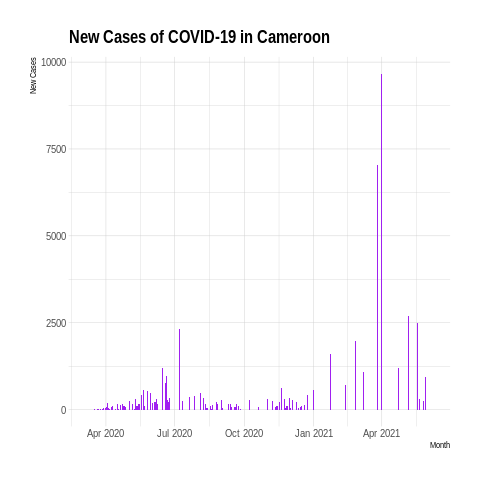 New Cases of COVID-19 in Cameroon
New Cases
10000
7500
5000
2500
0
Apr 2020 Jul 2020 Oct 2020 Jan 2021 Apr 2021
Month